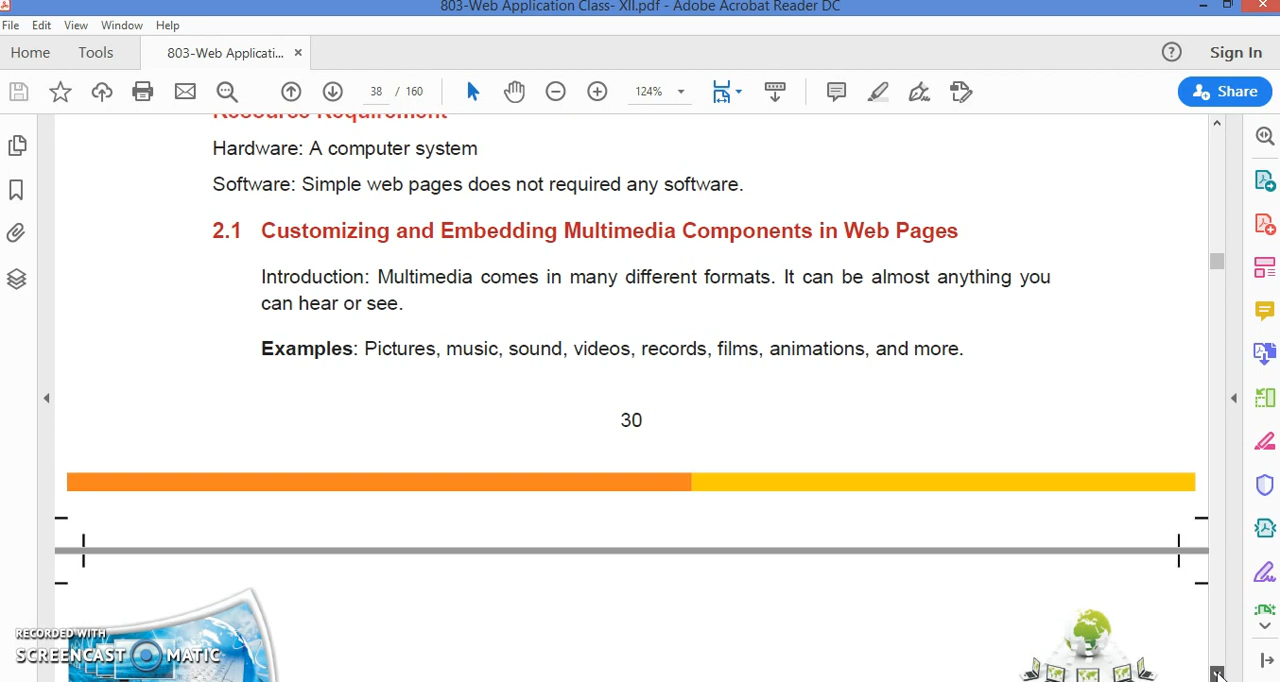 803-Web Application Class- XII.pdf - Adobe Acrobat Reader DC
File Edit View Window Help
Home Tools 803-Web Applicati... × Sign In
38 / 160 124% Share
Resource Requirement
Hardware: A computer system
Software: Simple web pages does not required any software.
2.1 Customizing and Embedding Multimedia Components in Web Pages
Introduction: Multimedia comes in many different formats. It can be almost anything you
can hear or see.
Examples: Pictures, music, sound, videos, records, films, animations, and more.
30
RECORDED WITH
SCREENCAST MATIC